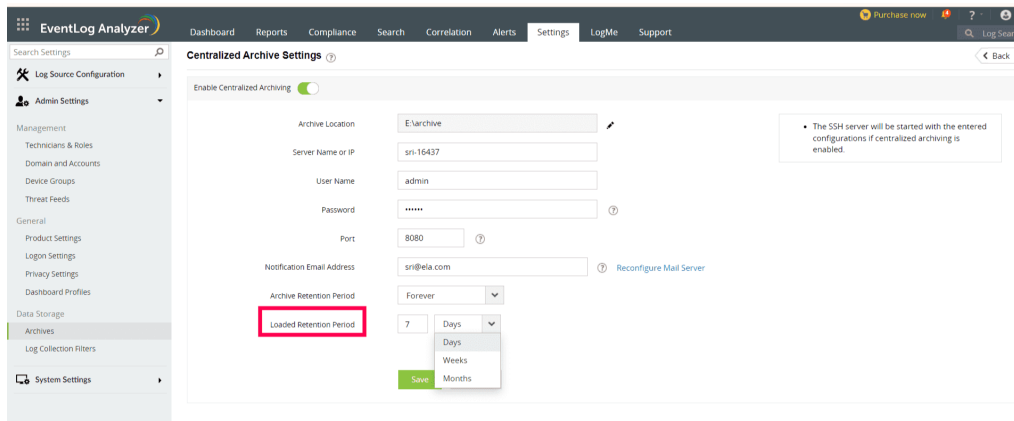 Purchase now
?
EventLog Analyzer
Dashboard Reports Compliance Search Correlation Alerts Settings LogMe Support
Log Sear
Search Settings
Centralized Archive Settings ?
Back
Log Source Configuration
Enable Centralized Archiving
Admin Settings
Management
Technicians & Roles
Domain and Accounts
Device Groups
Threat Feeds
General
Product Settings
Logon Settings
Privacy Settings
Dashboard Profiles
Data Storage
Archives
Log Collection Filters
System Settings
Archive Location E:\archive
Server Name or IP sri-16437
User Name admin
Password •••••• ?
Port 8080 ?
Notification Email Address sri@ela.com ? Reconfigure Mail Server
Archive Retention Period Forever
Loaded Retention Period 7 Days
Days
Weeks
Months
Save
• The SSH server will be started with the entered
configurations if centralized archiving is
enabled.